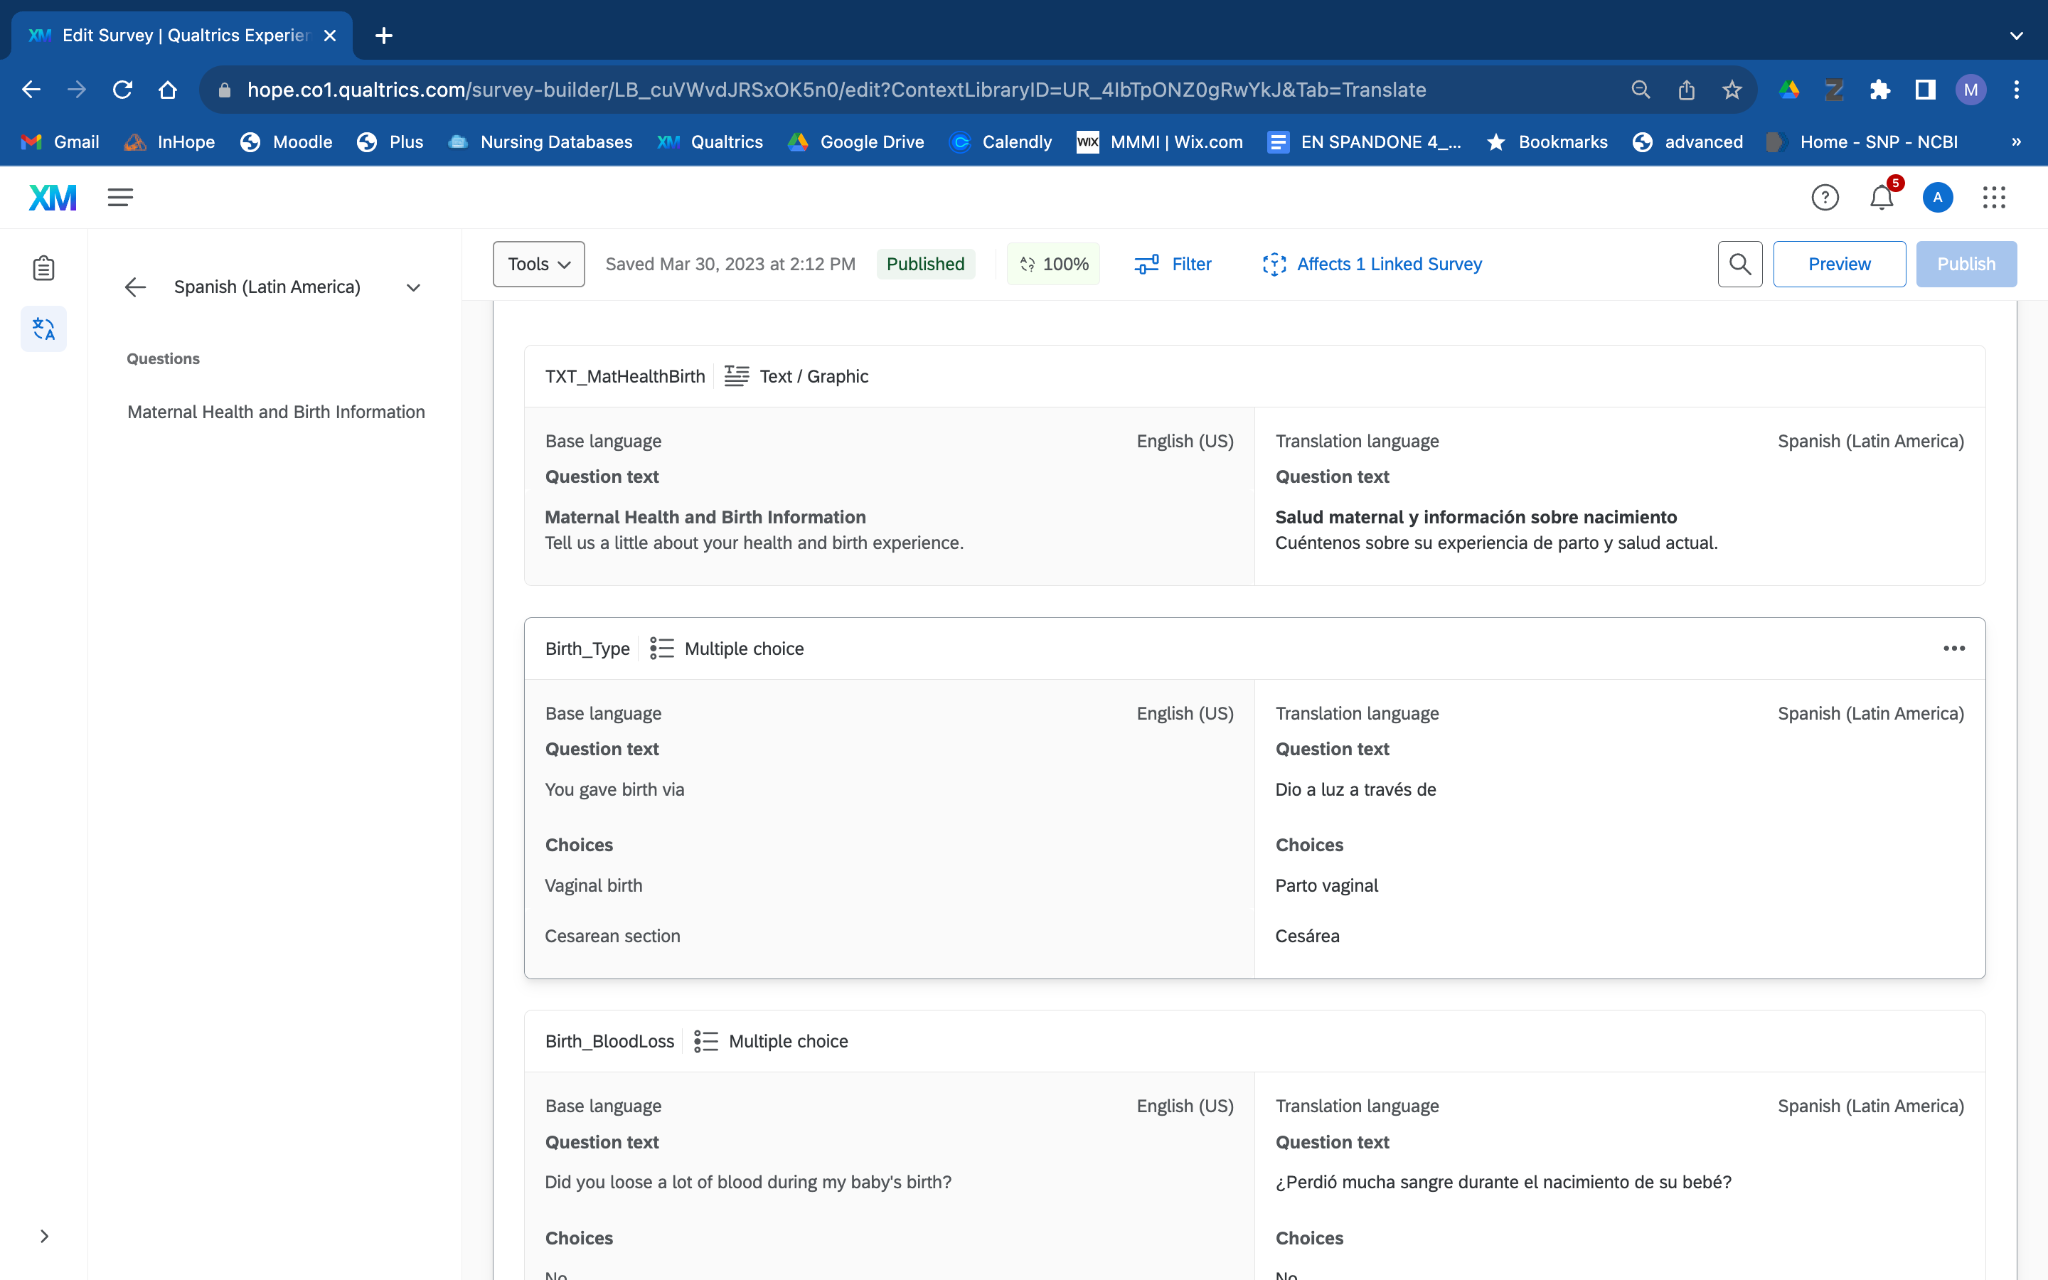 XM Edit Survey | Qualtrics Experien
hope.co1.qualtrics.com/survey-builder/LB_cuVWvdJRSxOK5n0/edit?ContextLibraryID=UR_4IbTpONZ0gRwYkJ&Tab=Translate
M
Gmail InHope Moodle Plus Nursing Databases XM Qualtrics Google Drive Calendly WIX MMMI | Wix.com EN SPANDONE 4_... Bookmarks advanced Home - SNP - NCBI »
XM ? 5 A
Tools Saved Mar 30, 2023 at 2:12 PM Published 100% Filter Affects 1 Linked Survey Preview Publish
Spanish (Latin America)
Questions
Maternal Health and Birth Information
TXT_MatHealthBirth Text / Graphic
Base language English (US)
Question text
Maternal Health and Birth Information
Tell us a little about your health and birth experience.
Translation language Spanish (Latin America)
Question text
Salud maternal y información sobre nacimiento
Cuéntenos sobre su experiencia de parto y salud actual.
Birth_Type Multiple choice
Base language English (US)
Question text
You gave birth via
Choices
Vaginal birth
Cesarean section
Translation language Spanish (Latin America)
Question text
Dio a luz a través de
Choices
Parto vaginal
Cesárea
Birth_BloodLoss Multiple choice
Base language English (US)
Question text
Did you loose a lot of blood during my baby's birth?
Choices
No
Translation language Spanish (Latin America)
Question text
¿Perdió mucha sangre durante el nacimiento de su bebé?
Choices
No